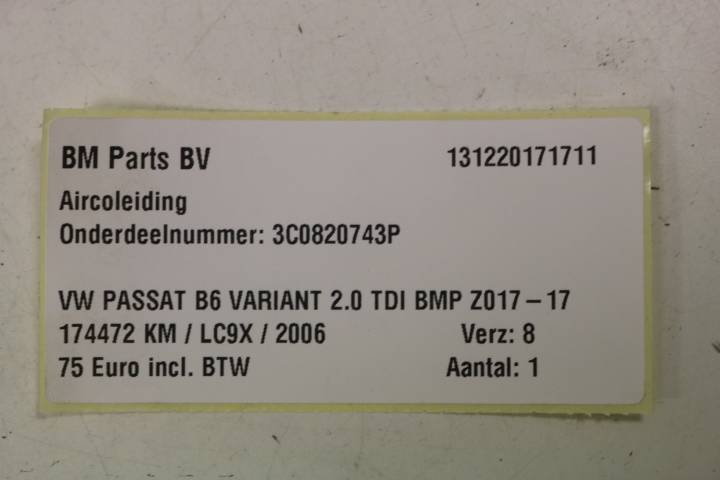 BM Parts BV 131220171711
Aircoleiding
Onderdeelnummer: 3C0820743P
VW PASSAT B6 VARIANT 2.0 TDI BMP Z017 – 17
174472 KM / LC9X / 2006 Verz: 8
75 Euro incl. BTW Aantal: 1